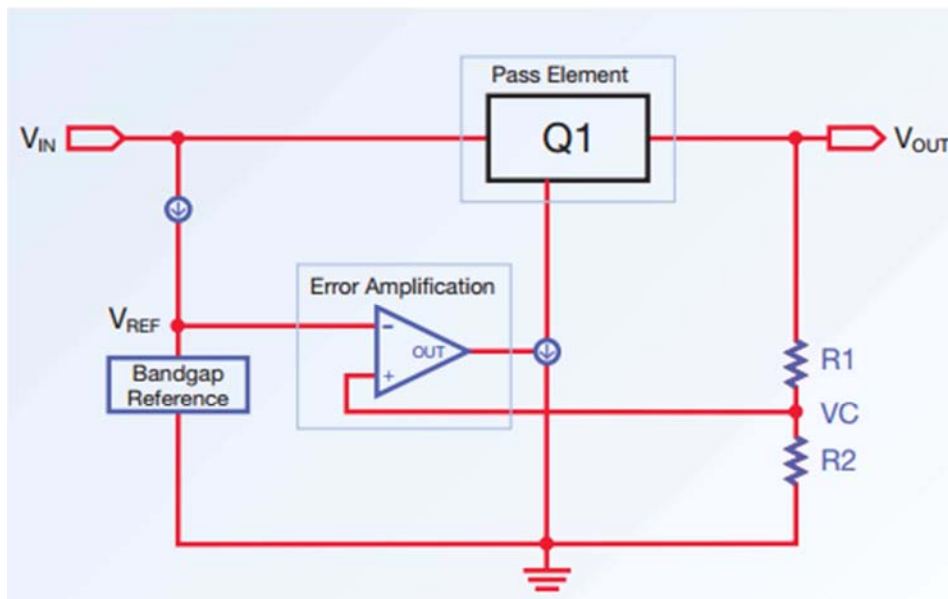 Pass Element
Q1
VIN
VOUT
Error Amplification
VREF
-
OUT
+
Bandgap
Reference
R1
VC
R2